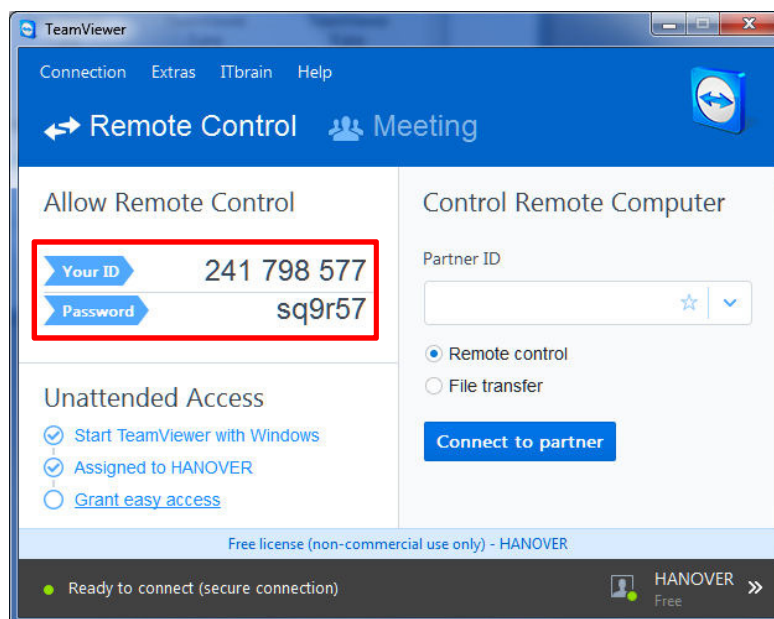 TeamViewer
Connection Extras ITbrain Help
Remote Control Meeting
Allow Remote Control
Your ID 241 798 577
Password sq9r57
Unattended Access
Start TeamViewer with Windows
Assigned to HANOVER
Grant easy access
Control Remote Computer
Partner ID
Remote control
File transfer
Connect to partner
Free license (non-commercial use only) - HANOVER
Ready to connect (secure connection)
HANOVER
Free